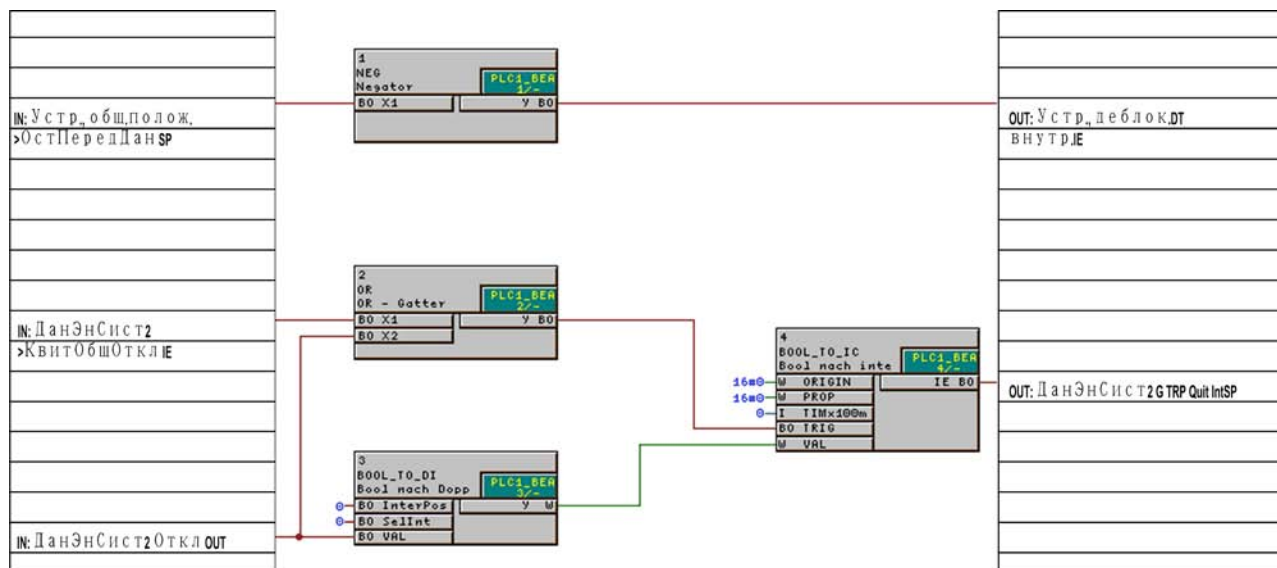 1
NEG
Negator
PLC1_BEA
1/-
BO X1
Y BO
IN: Устр., общ.полож.
>ОстПередДан SP
OUT: Устр., деблок.DT
внутр.IE
2
OR
OR - Gatter
PLC1_BEA
2/-
BO X1
Y BO
BO X2
IN: ДанЭнСист2
>КвитОбщОткл IE
4
BOOL_TO_IC
Bool nach inte
PLC1_BEA
4/-
16#0 W ORIGIN
IE BO
16#0 W PROP
0 I TIMx100m
BO TRIG
W VAL
OUT: ДанЭнСист2 G TRP Quit IntSP
3
BOOL_TO_DI
Bool nach Dopp
PLC1_BEA
3/-
0 BO InterPos
Y W
0 BO SelInt
BO VAL
IN: ДанЭнСист2 Откл OUT